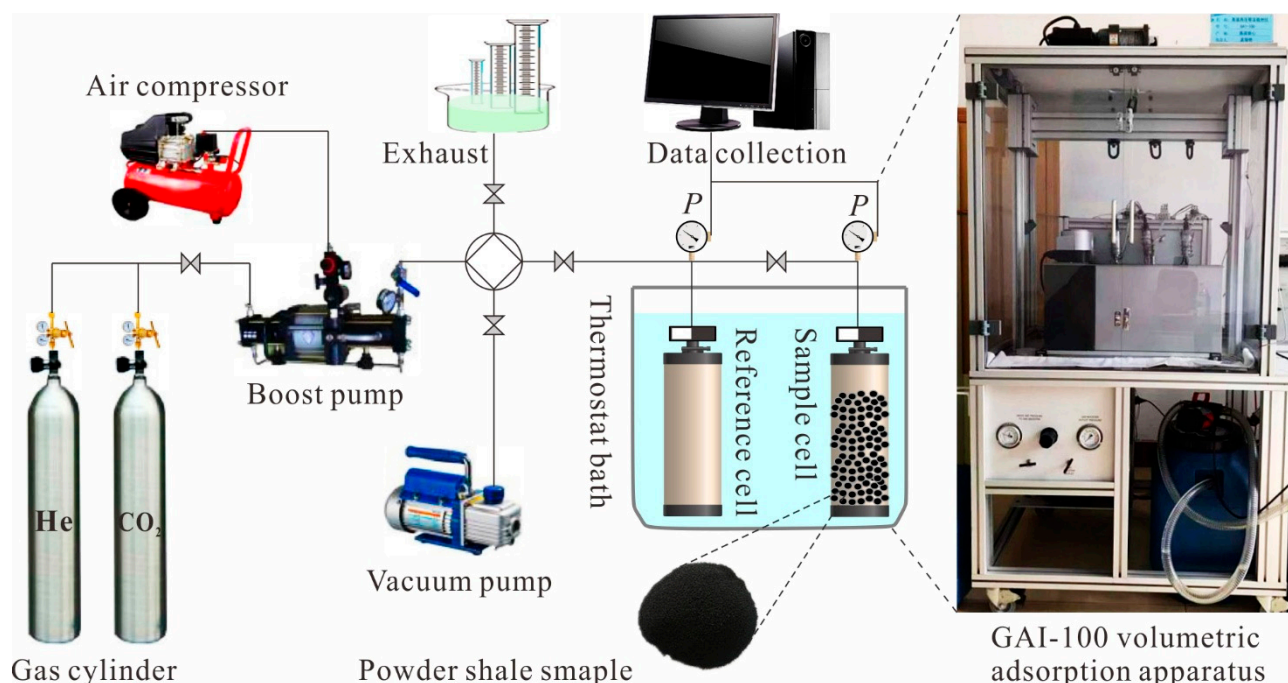 Air compressor
Exhaust
Data collection
P
P
Boost pump
Thermostat bath
Reference cell
Sample cell
He
CO₂
Vacuum pump
Gas cylinder
Powder shale smaple
GAI-100 volumetric
adsorption apparatus